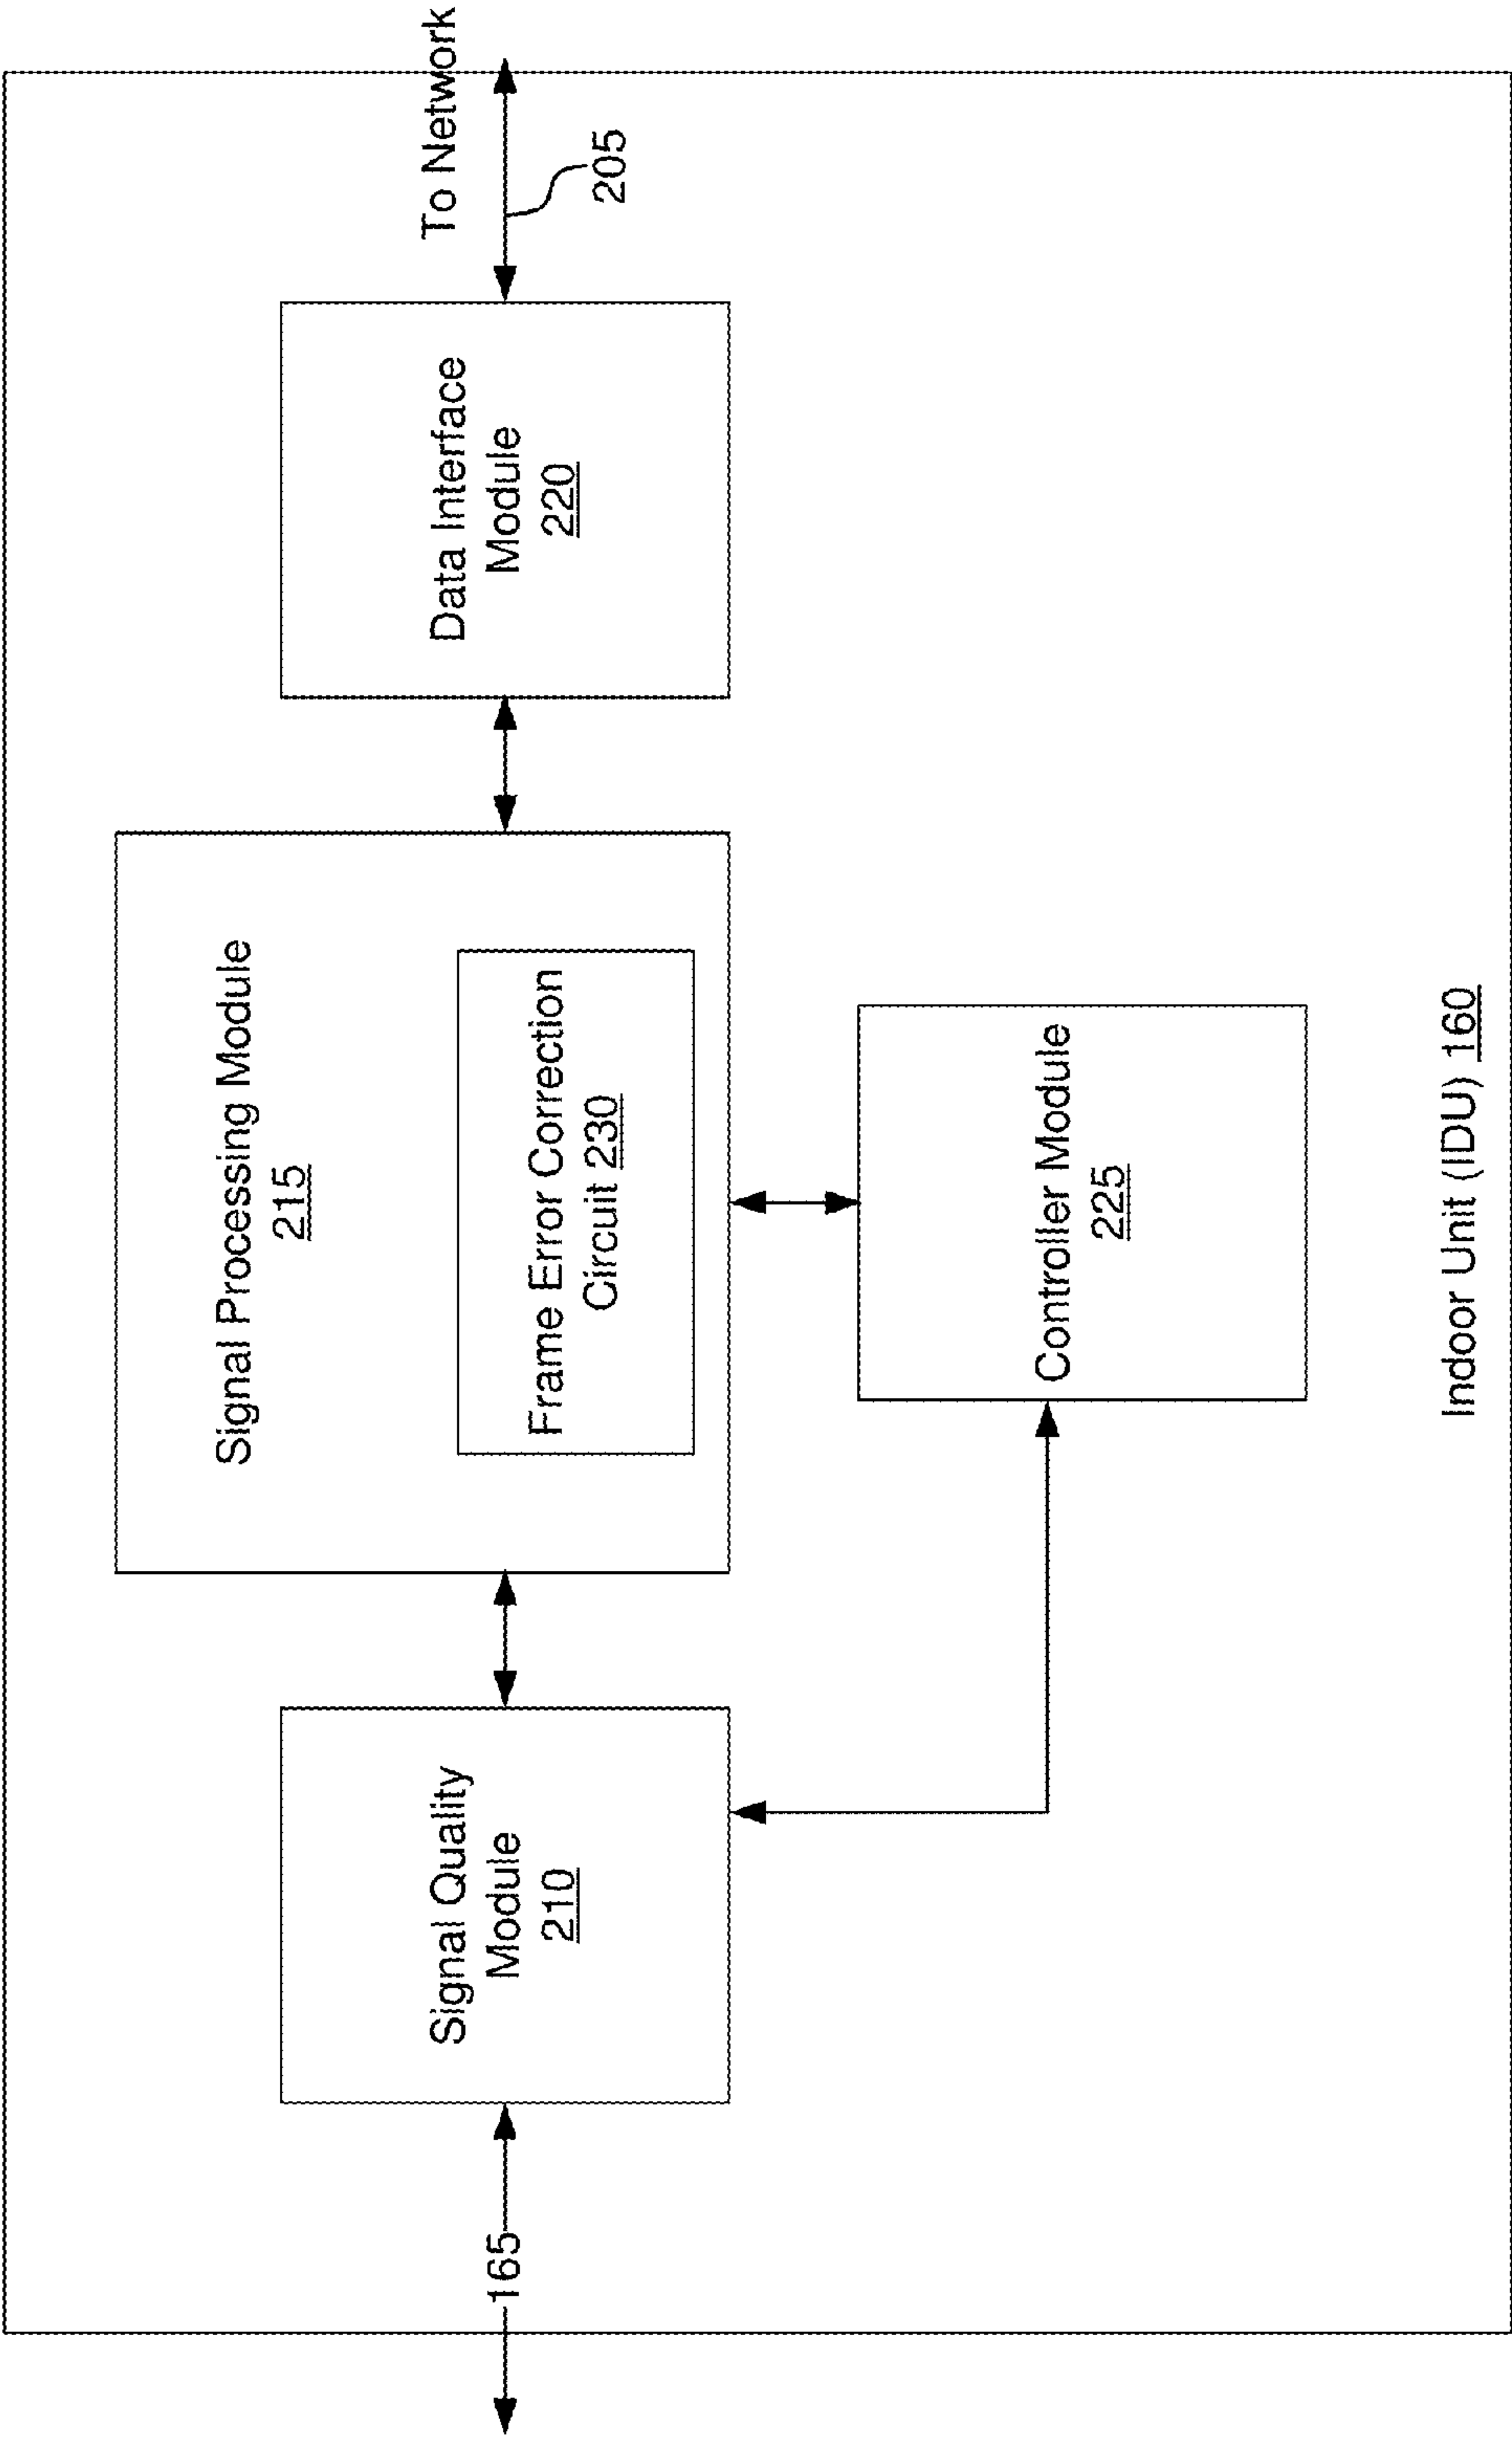 165
Signal Quality
Module
210
Signal Processing Module
215
Frame Error Correction
Circuit 230
Data Interface
Module
220
To Network
205
Controller Module
225
Indoor Unit (IDU) 160